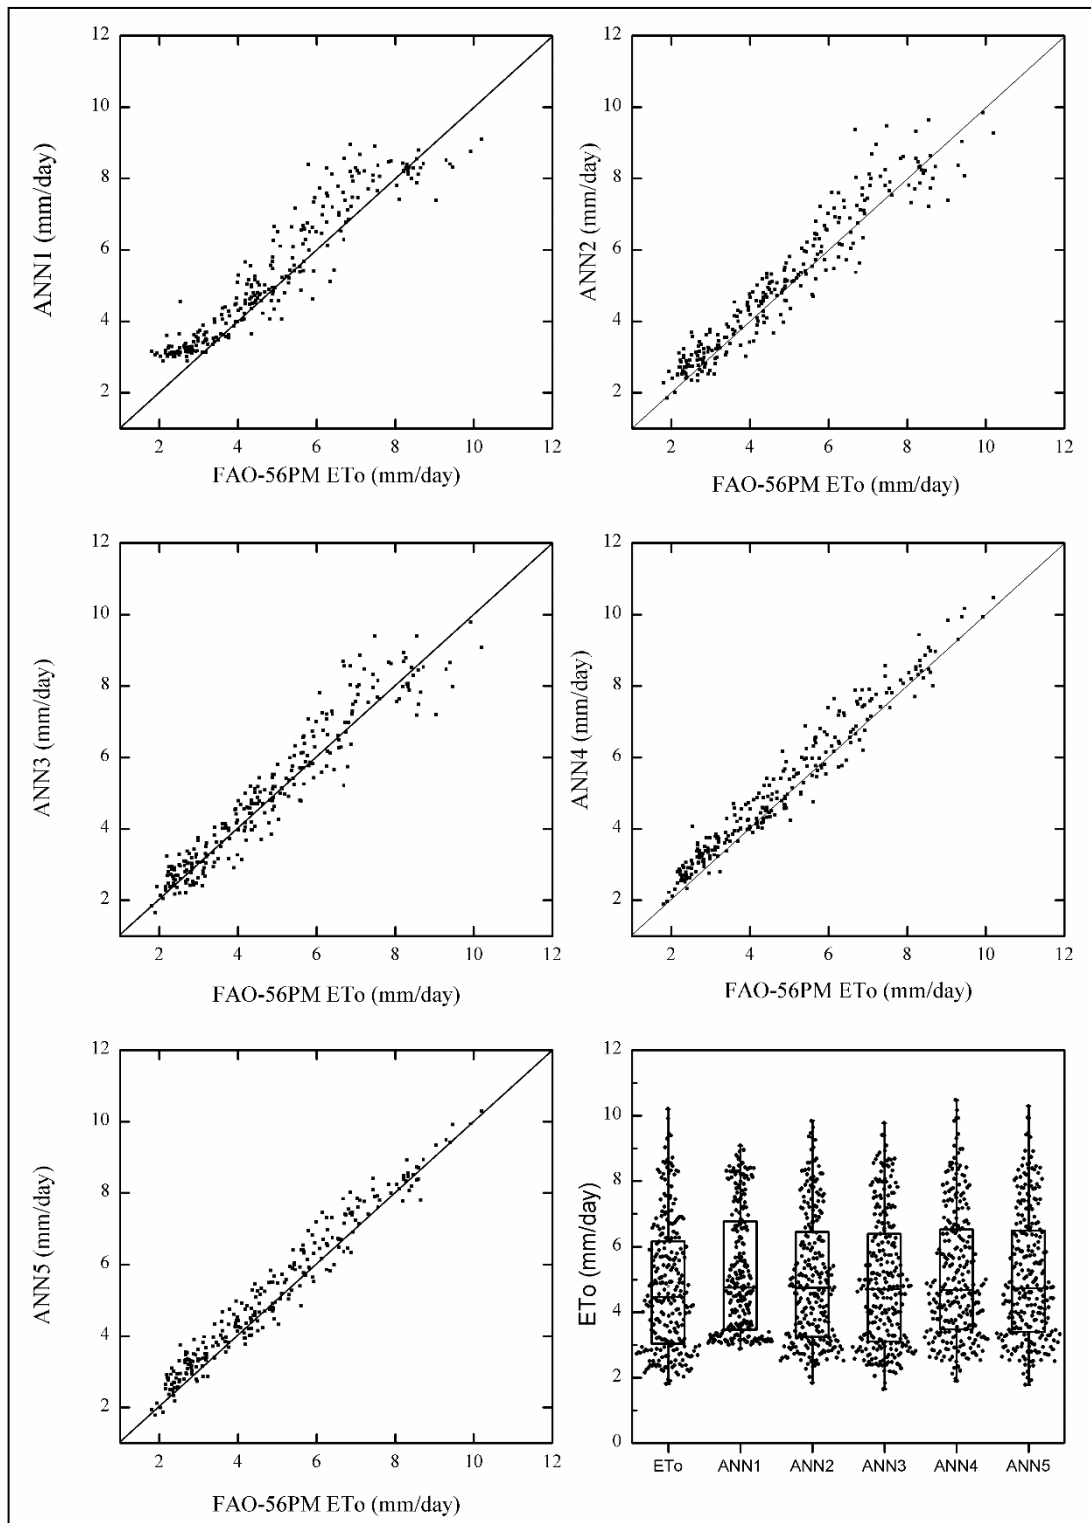 12
10
8
6
4
2
ANN1 (mm/day)
2 4 6 8 10 12
FAO-56PM ETo (mm/day)
12
10
8
6
4
2
ANN2 (mm/day)
2 4 6 8 10 12
FAO-56PM ETo (mm/day)
12
10
8
6
4
2
ANN3 (mm/day)
2 4 6 8 10 12
FAO-56PM ETo (mm/day)
12
10
8
6
4
2
ANN4 (mm/day)
2 4 6 8 10 12
FAO-56PM ETo (mm/day)
12
10
8
6
4
2
ANN5 (mm/day)
2 4 6 8 10 12
FAO-56PM ETo (mm/day)
12
10
8
6
4
2
0
ETo (mm/day)
ETo ANN1 ANN2 ANN3 ANN4 ANN5